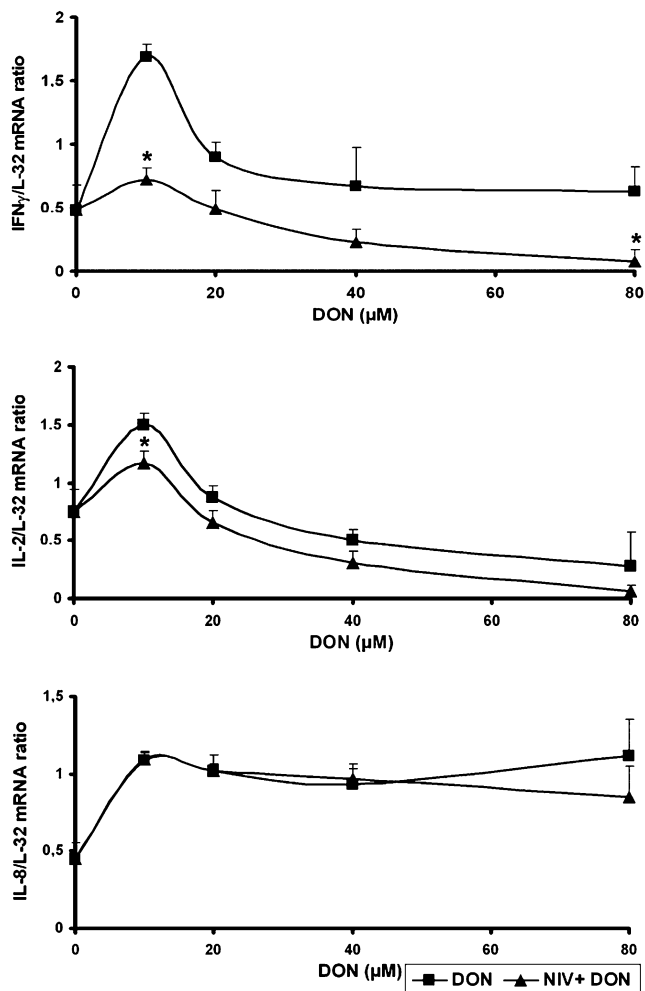 2
1.5
1
0.5
0
IFNγ/L-32 mRNA ratio
*
*
0 20 40 60 80
DON (µM)
2
1.5
1
0.5
0
IL-2/L-32 mRNA ratio
*
0 20 40 60 80
DON (µM)
1,5
1
0,5
0
IL-8/L-32 mRNA ratio
0 20 40 60 80
DON (µM)
DON NIV+ DON